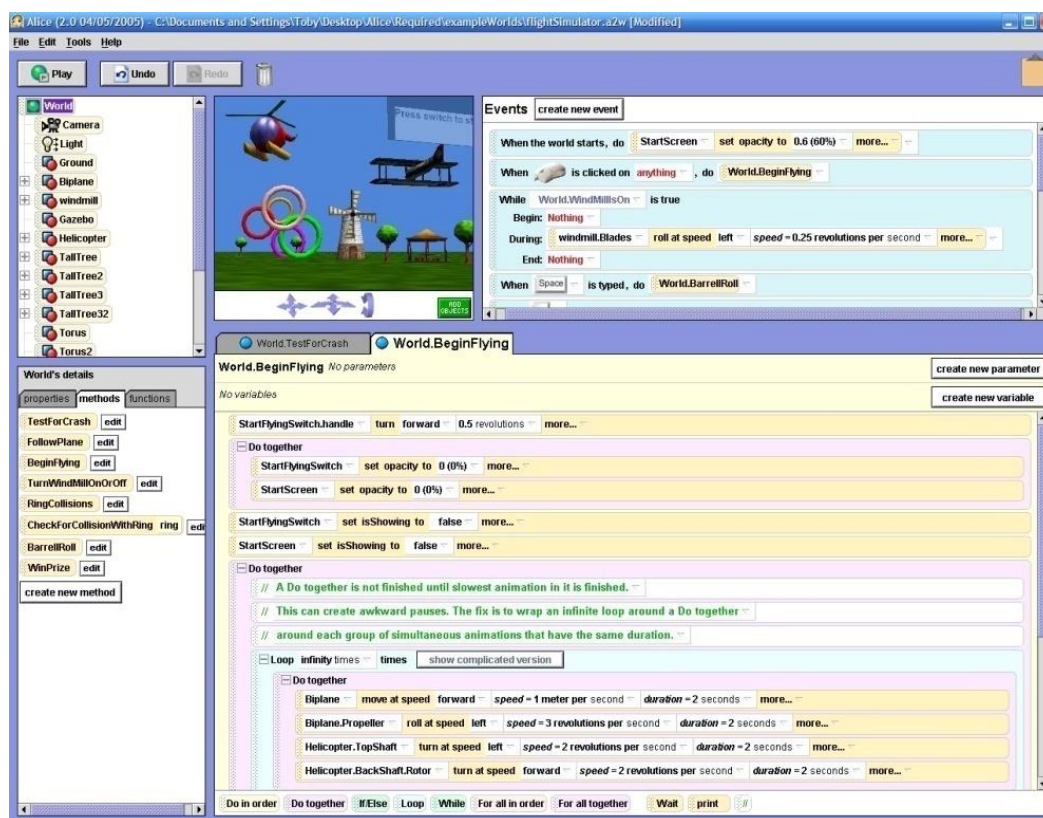 Alice (2.0 04/05/2005) - C:\Documents and Settings\Toby\Desktop\Alice\Required\exampleWorlds\flightSimulator.a2w [Modified]
File Edit Tools Help
Play Undo Redo
World
Camera
Light
Ground
Biplane
windmill
Gazebo
Helicopter
TallTree
TallTree2
TallTree3
TallTree32
Torus
Torus2
Press switch to st
ADD
OBJECTS
Events create new event
When the world starts, do StartScreen set opacity to 0.6 (60%) more...
When is clicked on anything , do World.BeginFlying
While World.WindMillIsOn is true
Begin: Nothing
During: windmill.Blades roll at speed left speed = 0.25 revolutions per second more...
End: Nothing
When Space is typed, do World.BarrellRoll
World's details
properties methods functions
TestForCrash edit
FollowPlane edit
BeginFlying edit
TurnWindMillOnOrOff edit
RingCollisions edit
CheckForCollisionWithRing ring edi
BarrellRoll edit
WinPrize edit
create new method
World.TestForCrash World.BeginFlying
World.BeginFlying No parameters create new parameter
No variables create new variable
StartFlyingSwitch.handle turn forward 0.5 revolutions more...
Do together
StartFlyingSwitch set opacity to 0 (0%) more...
StartScreen set opacity to 0 (0%) more...
StartFlyingSwitch set isShowing to false more...
StartScreen set isShowing to false more...
Do together
// A Do together is not finished until slowest animation in it is finished.
// This can create awkward pauses. The fix is to wrap an infinite loop around a Do together
// around each group of simultaneous animations that have the same duration.
Loop infinity times times show complicated version
Do together
Biplane move at speed forward speed = 1 meter per second duration = 2 seconds more...
Biplane.Propeller roll at speed left speed = 3 revolutions per second duration = 2 seconds more...
Helicopter.TopShaft turn at speed left speed = 2 revolutions per second duration = 2 seconds more...
Helicopter.BackShaft.Rotor turn at speed forward speed = 2 revolutions per second duration = 2 seconds more...
Do in order Do together If/Else Loop While For all in order For all together Wait print //